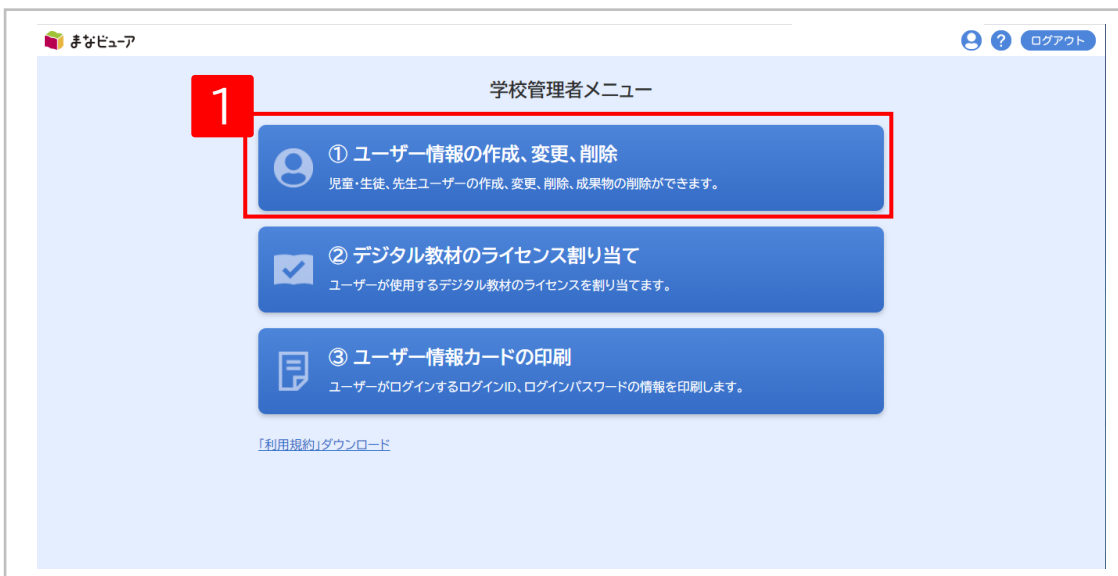 まなビューア
? ログアウト
学校管理者メニュー
1
① ユーザー情報の作成、変更、削除
児童・生徒、先生ユーザーの作成、変更、削除、成果物の削除ができます。
② デジタル教材のライセンス割り当て
ユーザーが使用するデジタル教材のライセンスを割り当てます。
③ ユーザー情報カードの印刷
ユーザーがログインするログインID、ログインパスワードの情報を印刷します。
「利用規約」ダウンロード